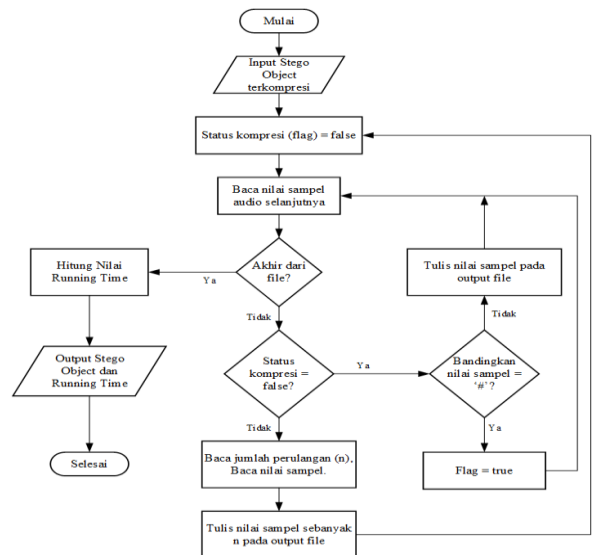 Mulai
Input Stego
Object
terkompresi
Status kompresi (flag) = false
Baca nilai sampel
audio selanjutnya
Akhir dari
file?
Ya
Hitung Nilai
Running Time
Output Stego
Object dan
Running Time
Selesai
Tidak
Status
kompresi =
false?
Ya
Bandingkan
nilai sampel =
‘#’?
Tidak
Tulis nilai sampel pada
output file
Ya
Flag = true
Tidak
Baca jumlah perulangan (n),
Baca nilai sampel.
Tulis nilai sampel sebanyak
n pada output file